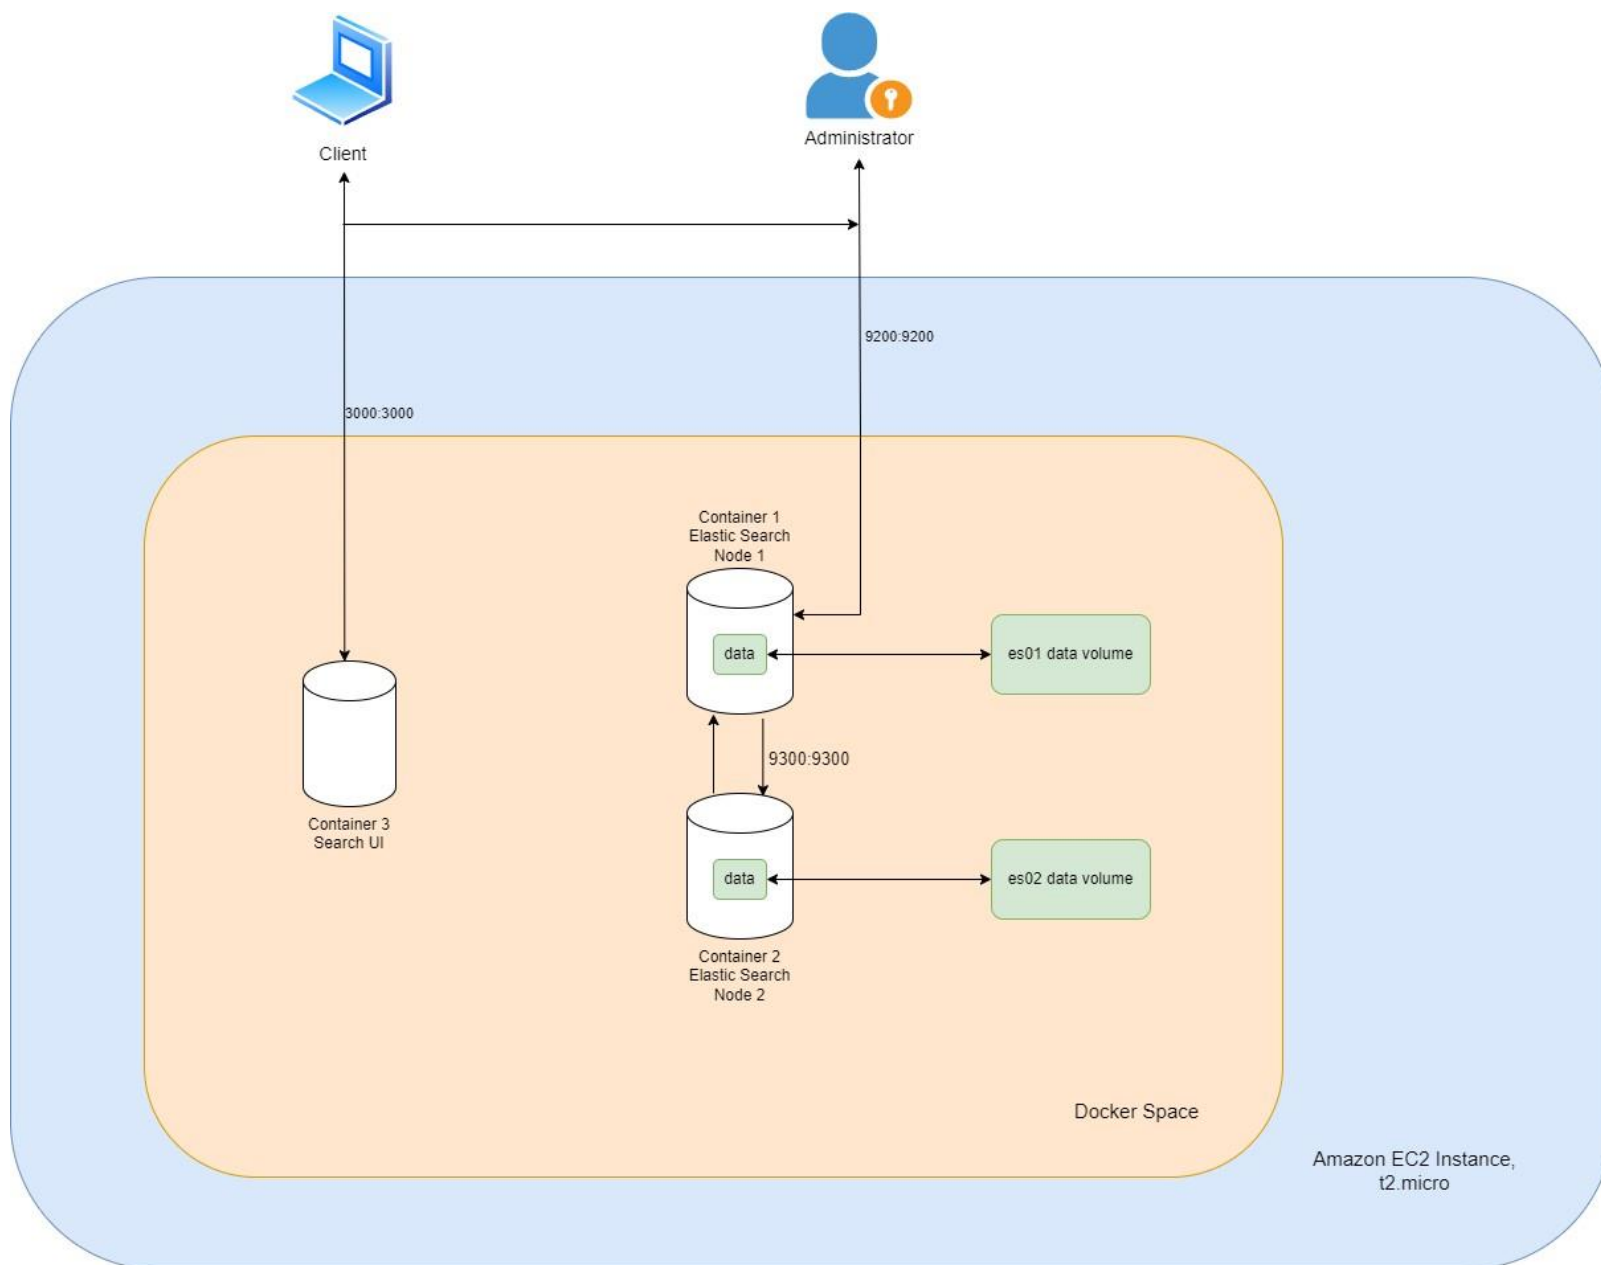 Client
Administrator
9200:9200
3000:3000
Container 1
Elastic Search
Node 1
data
es01 data volume
9300:9300
Container 3
Search UI
data
es02 data volume
Container 2
Elastic Search
Node 2
Docker Space
Amazon EC2 Instance,
t2.micro